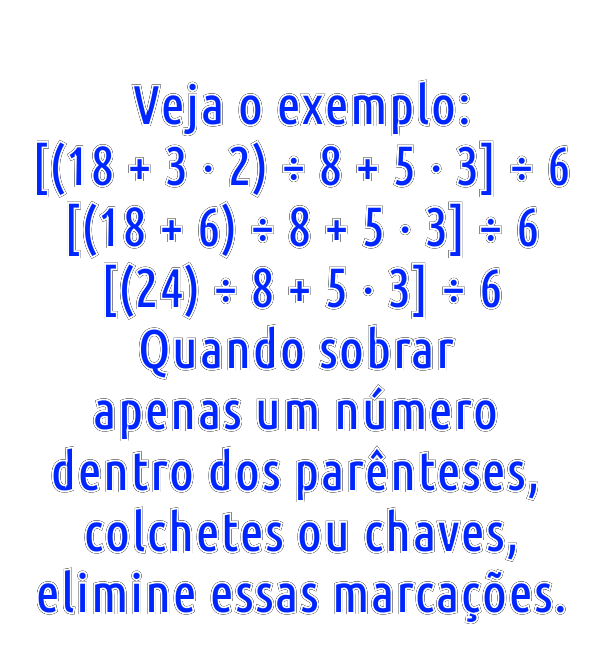 Veja o exemplo:
[(18 + 3 · 2) ÷ 8 + 5 · 3] ÷ 6
[(18 + 6) ÷ 8 + 5 · 3] ÷ 6
[(24) ÷ 8 + 5 · 3] ÷ 6
Quando sobrar
apenas um número
dentro dos parênteses,
colchetes ou chaves,
elimine essas marcações.